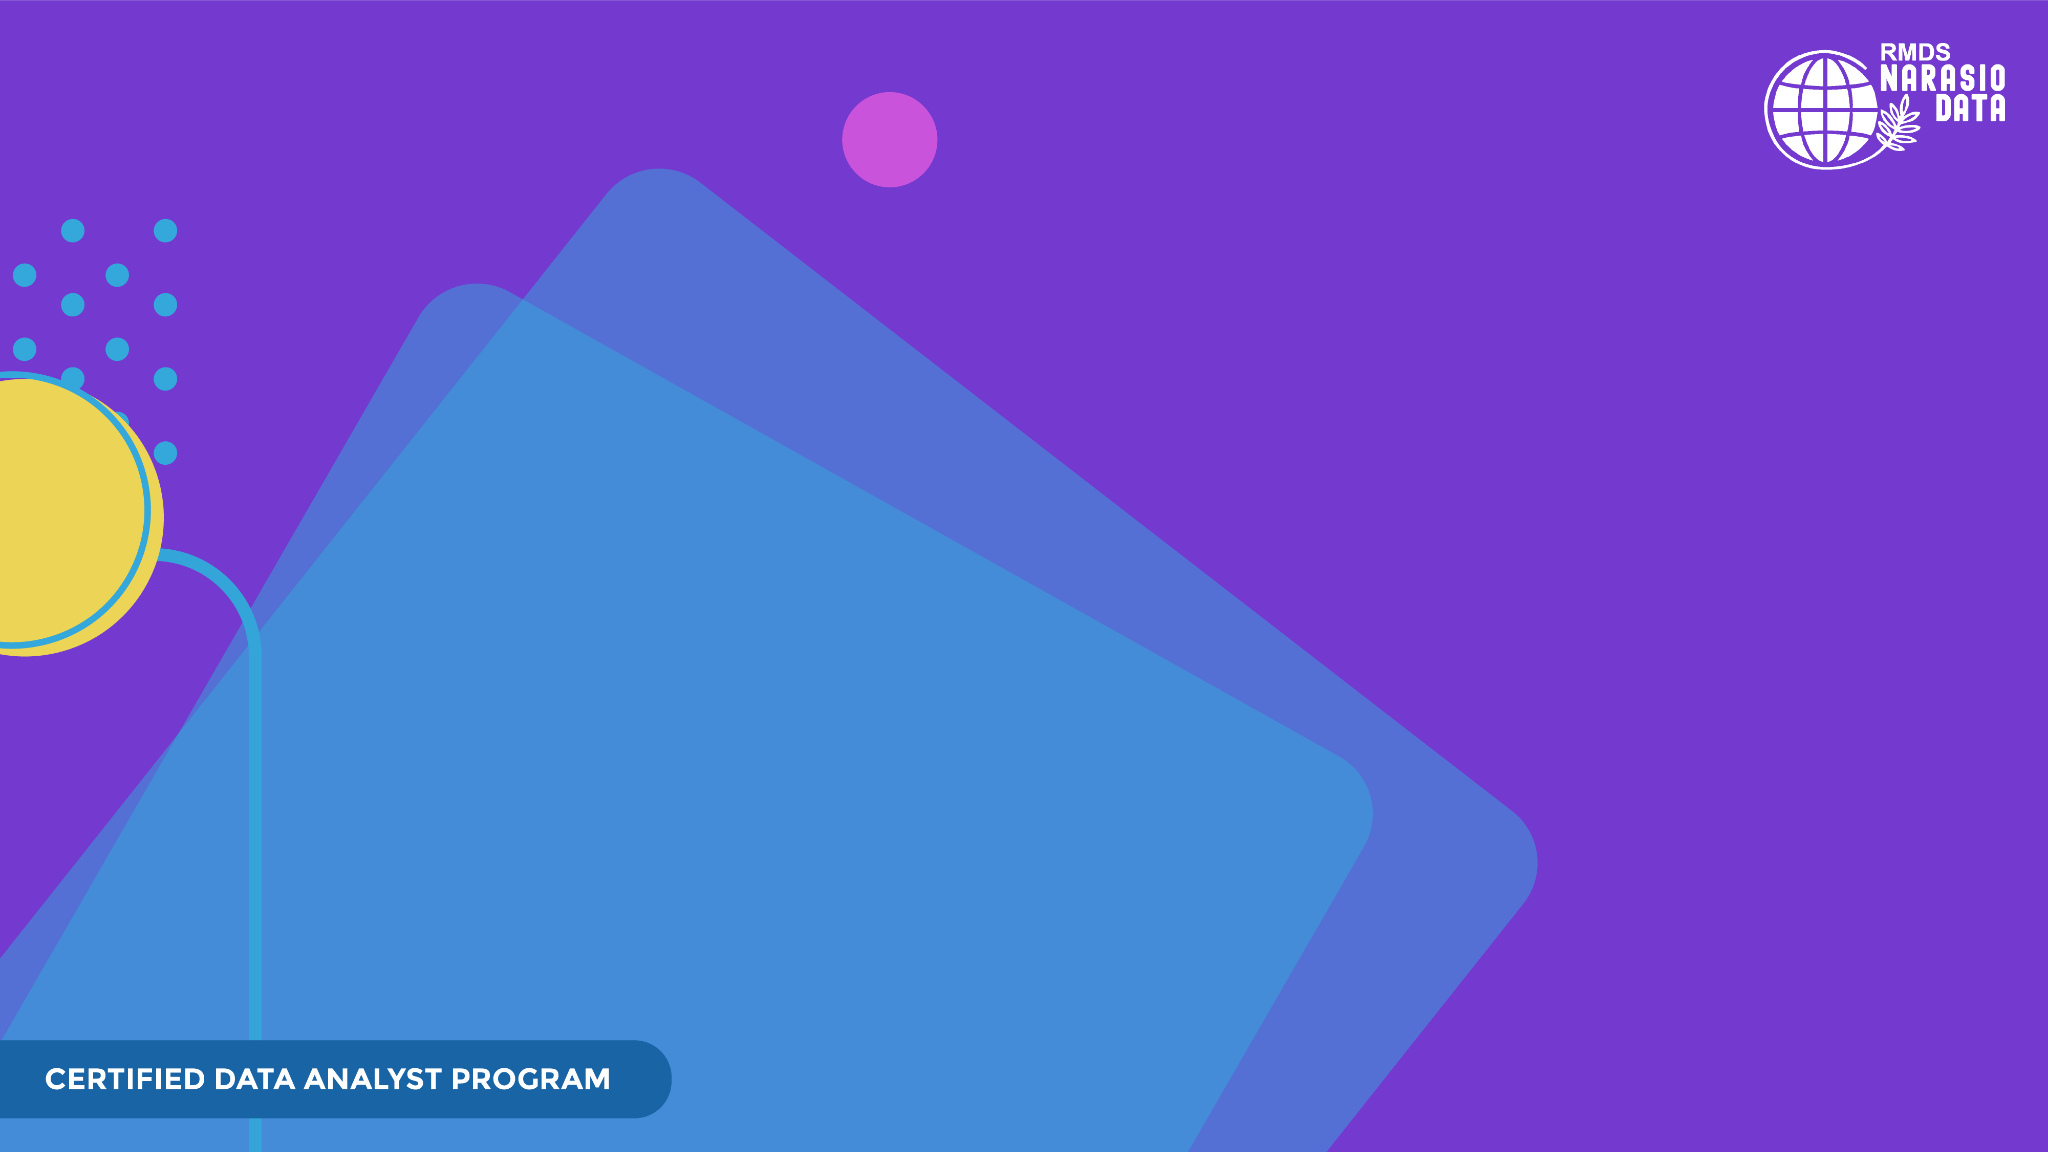 RMDS
NARASIO
DATA
CERTIFIED DATA ANALYST PROGRAM